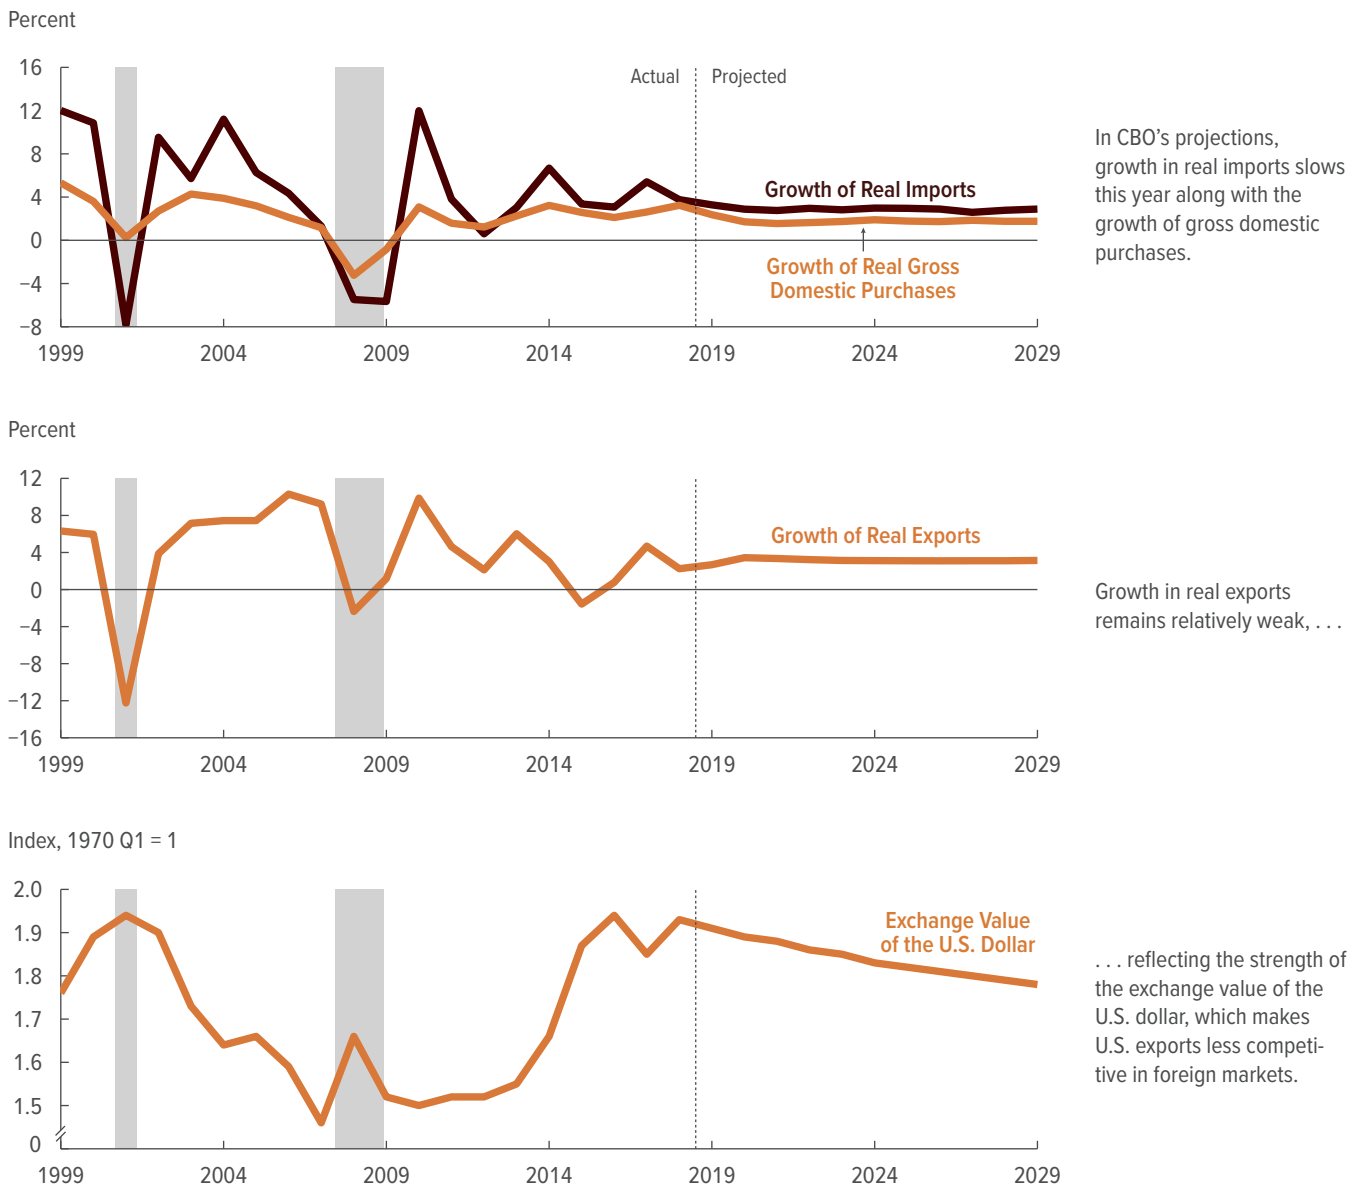 Percent
16
12
8
4
0
−4
−8
Actual
Projected
Growth of Real Imports
Growth of Real Gross
Domestic Purchases
1999
2004
2009
2014
2019
2024
2029
In CBO’s projections,
growth in real imports slows
this year along with the
growth of gross domestic
purchases.
Percent
12
8
4
0
−4
−8
−12
−16
Growth of Real Exports
1999
2004
2009
2014
2019
2024
2029
Growth in real exports
remains relatively weak, . . .
Index, 1970 Q1 = 1
2.0
1.9
1.8
1.7
1.6
1.5
0
Exchange Value
of the U.S. Dollar
1999
2004
2009
2014
2019
2024
2029
. . . reflecting the strength of
the exchange value of the
U.S. dollar, which makes
U.S. exports less competi-
tive in foreign markets.